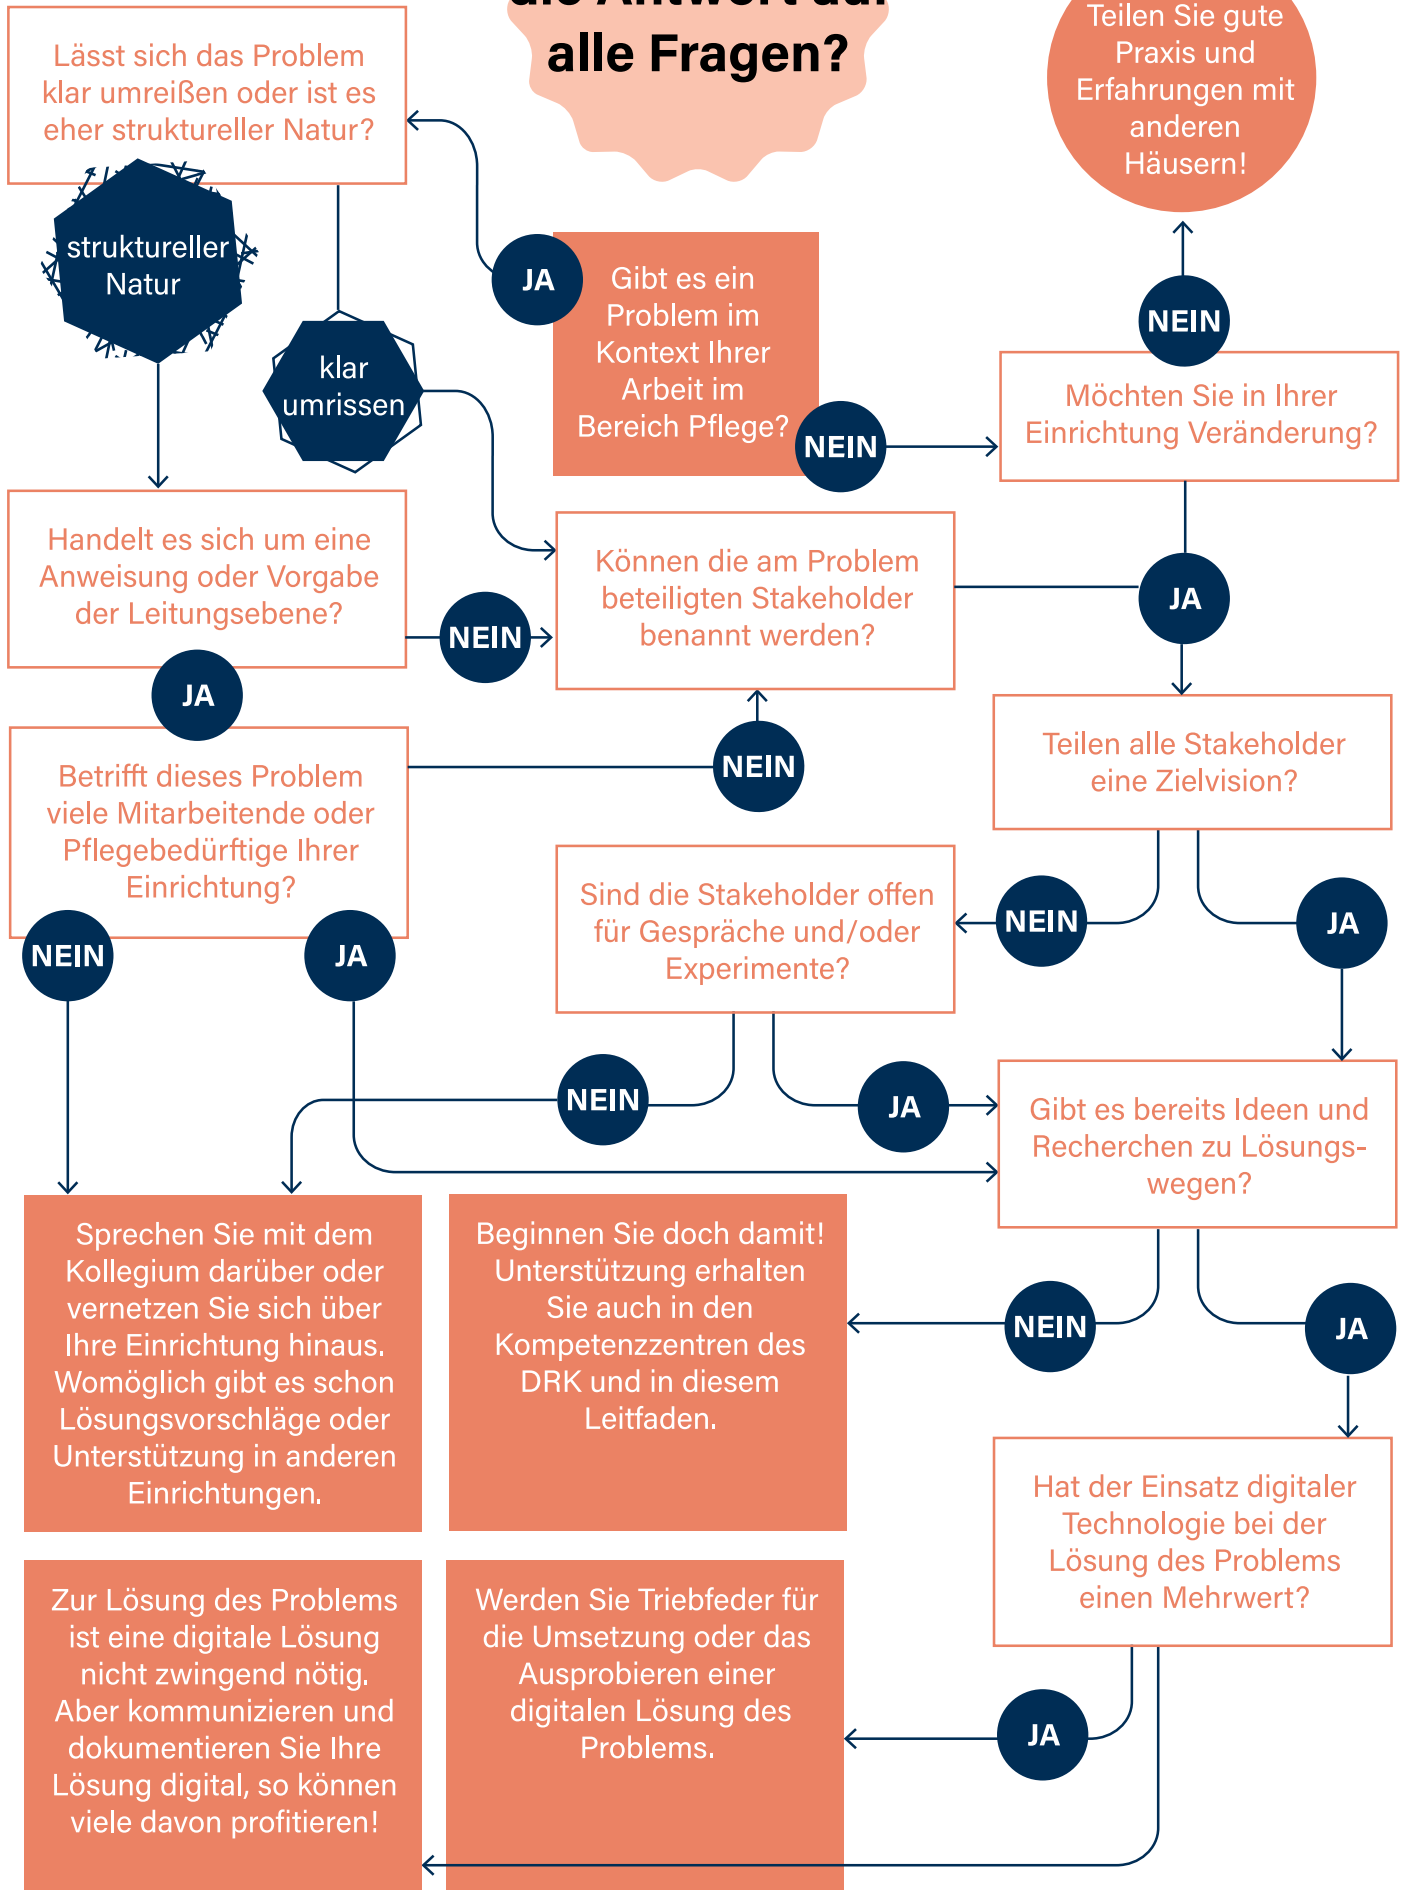 die Antwort auf
alle Fragen?
Teilen Sie gute
Praxis und
Erfahrungen mit
anderen
Häusern!
Lässt sich das Problem
klar umreißen oder ist es
eher struktureller Natur?
struktureller
Natur
klar
umrissen
JA
Gibt es ein
Problem im
Kontext Ihrer
Arbeit im
Bereich Pflege?
NEIN
NEIN
Möchten Sie in Ihrer
Einrichtung Veränderung?
JA
Handelt es sich um eine
Anweisung oder Vorgabe
der Leitungsebene?
NEIN
JA
Können die am Problem
beteiligten Stakeholder
benannt werden?
Betrifft dieses Problem
viele Mitarbeitende oder
Pflegebedürftige Ihrer
Einrichtung?
NEIN
NEIN
JA
Teilen alle Stakeholder
eine Zielvision?
NEIN
JA
Sind die Stakeholder offen
für Gespräche und/oder
Experimente?
NEIN
JA
Gibt es bereits Ideen und
Recherchen zu Lösungs-
wegen?
NEIN
JA
Sprechen Sie mit dem
Kollegium darüber oder
vernetzen Sie sich über
Ihre Einrichtung hinaus.
Womöglich gibt es schon
Lösungsvorschläge oder
Unterstützung in anderen
Einrichtungen.
Beginnen Sie doch damit!
Unterstützung erhalten
Sie auch in den
Kompetenzzentren des
DRK und in diesem
Leitfaden.
Hat der Einsatz digitaler
Technologie bei der
Lösung des Problems
einen Mehrwert?
JA
Zur Lösung des Problems
ist eine digitale Lösung
nicht zwingend nötig.
Aber kommunizieren und
dokumentieren Sie Ihre
Lösung digital, so können
viele davon profitieren!
Werden Sie Triebfeder für
die Umsetzung oder das
Ausprobieren einer
digitalen Lösung des
Problems.